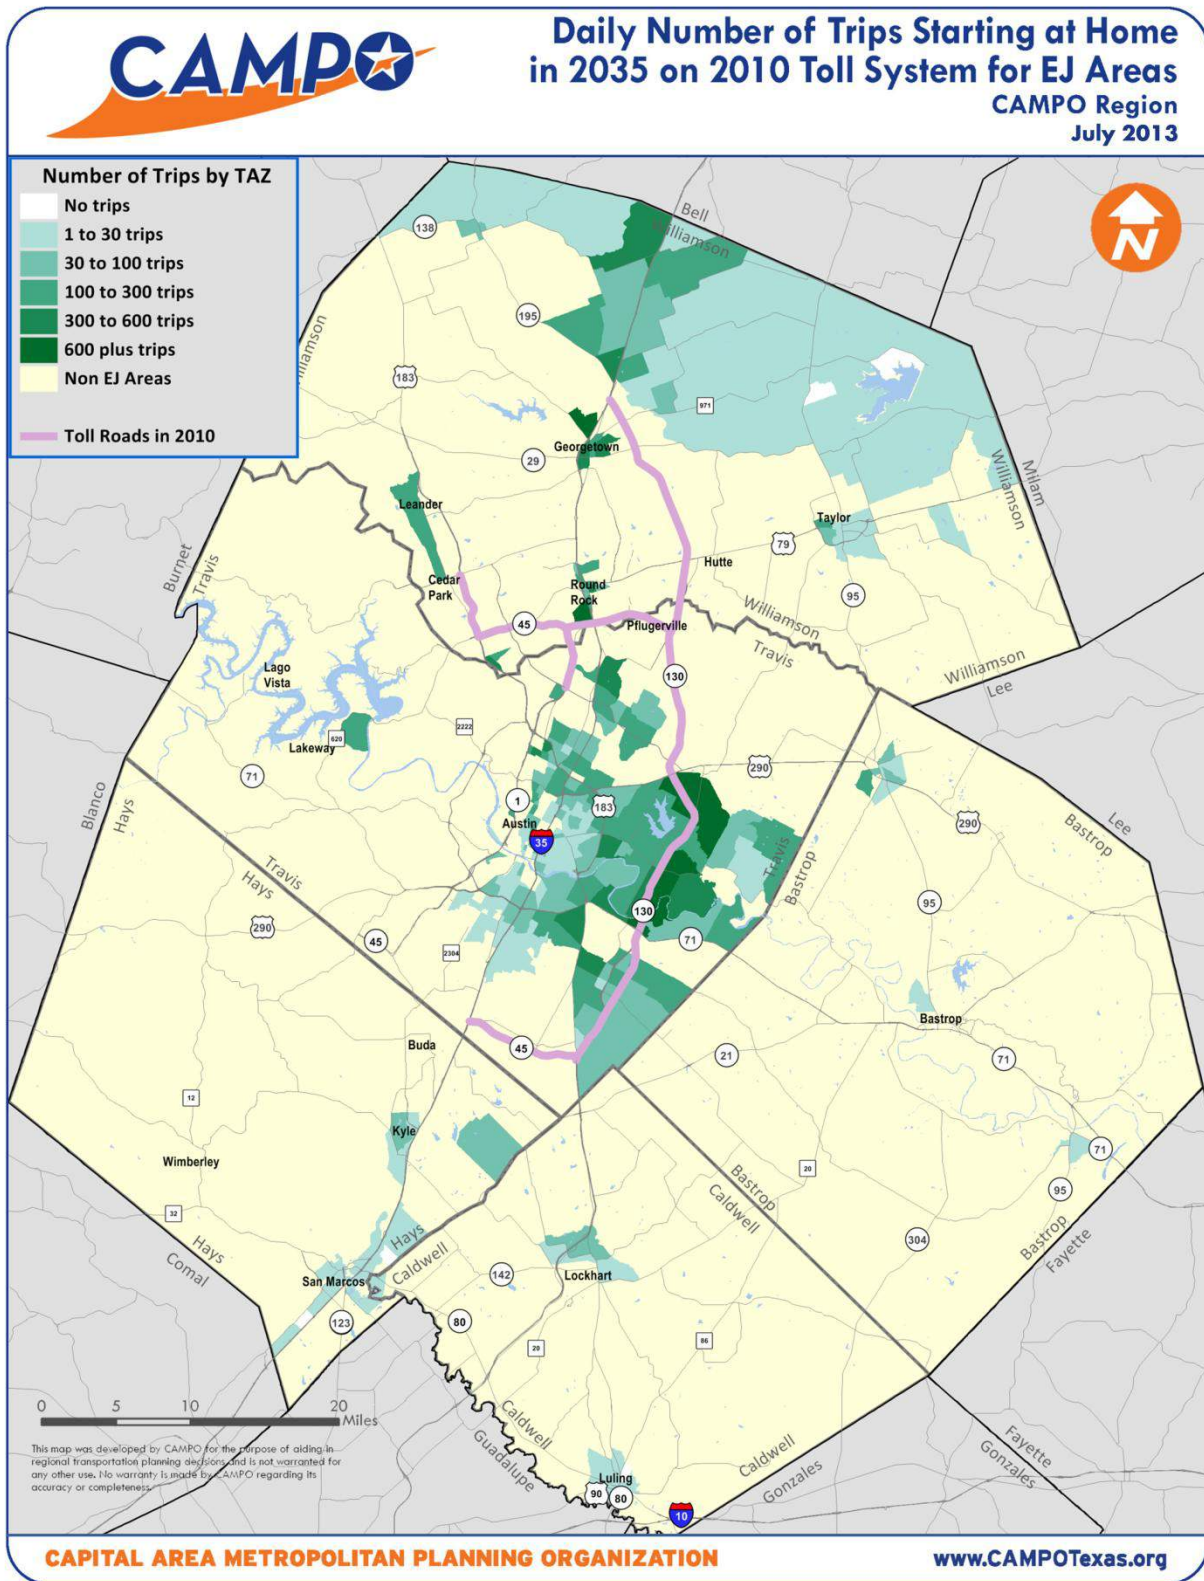 CAMPO
Daily Number of Trips Starting at Home
in 2035 on 2010 Toll System for EJ Areas
CAMPO Region
July 2013
Number of Trips by TAZ
No trips
1 to 30 trips
30 to 100 trips
100 to 300 trips
300 to 600 trips
600 plus trips
Non EJ Areas
Toll Roads in 2010
N
Bell
Williamson
138
195
Williamson
183
971
Georgetown
29
Milam
Williamson
Leander
Taylor
79
Hutte
Burnet
Travis
Cedar
Park
Round
Rock
95
45
Pflugerville
Williamson
Travis
Williamson
Lee
Lago
Vista
130
2222
620
Lakeway
71
290
1
183
Austin
35
Blanco
Hays
290
Lee
Bastrop
Travis
Bastrop
Travis
Hays
95
130
290
45
71
2304
Bastrop
Buda
45
21
71
12
Kyle
71
Wimberley
20
Bastrop
Caldwell
95
32
Hays
Comal
Hays
Caldwell
304
Bastrop
Fayette
San Marcos
142
Lockhart
123
80
20
86
0 5 10 20
Miles
This map was developed by CAMPO for the purpose of aiding in
regional transportation planning decisions and is not warranted for
any other use. No warranty is made by CAMPO regarding its
accuracy or completeness.
Caldwell
Guadalupe
Caldwell
Gonzales
Fayette
Gonzales
Luling
90
80
10
CAPITAL AREA METROPOLITAN PLANNING ORGANIZATION
www.CAMPOTexas.org